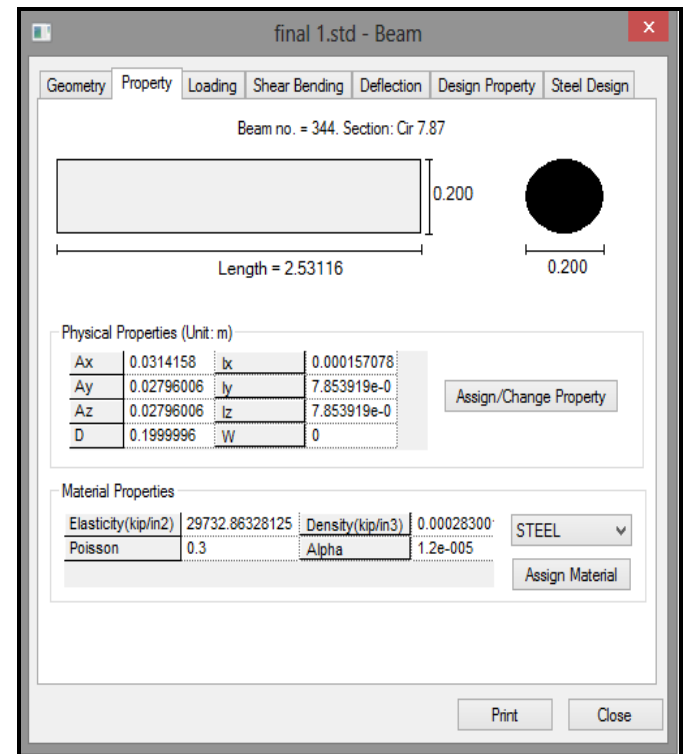 final 1.std - Beam
x
Geometry Property Loading Shear Bending Deflection Design Property Steel Design
Beam no. = 344. Section: Cir 7.87
0.200
Length = 2.53116
0.200
Physical Properties (Unit: m)
Ax 0.0314158 Ix 0.000157078
Ay 0.02796006 Iy 7.853919e-0
Az 0.02796006 Iz 7.853919e-0
D 0.1999996 W 0
Assign/Change Property
Material Properties
Elasticity(kip/in2) 29732.86328125 Density(kip/in3) 0.00028300
Poisson 0.3 Alpha 1.2e-005
STEEL
Assign Material
Print Close